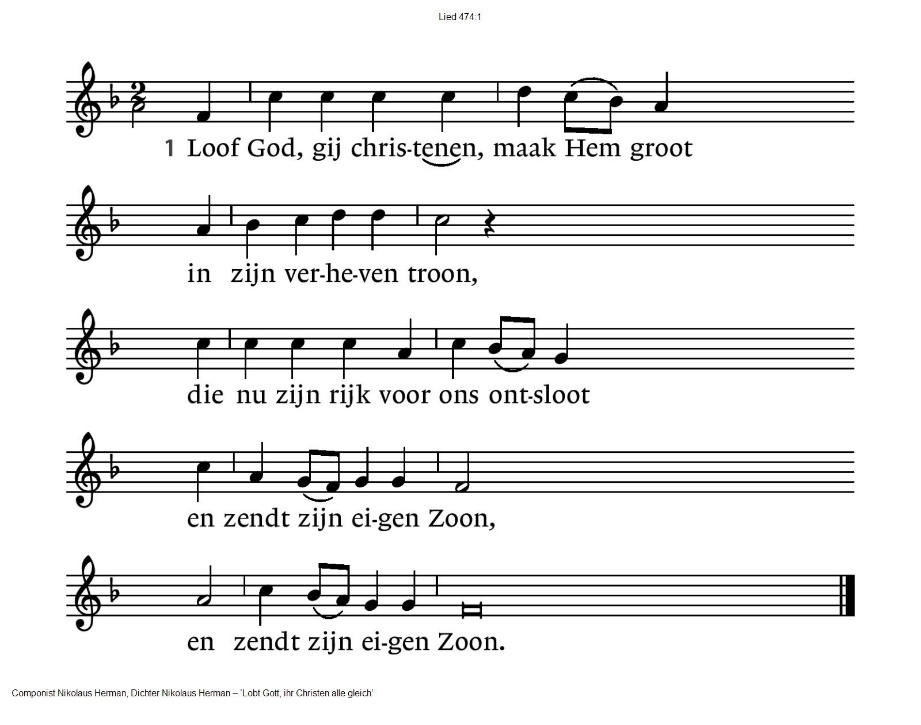 Lied 474:1
1 Loof God, gij chris-tenen, maak Hem groot
in zijn ver-he-ven troon,
die nu zijn rijk voor ons ont-sloot
en zendt zijn ei-gen Zoon,
en zendt zijn ei-gen Zoon.
Componist Nikolaus Herman, Dichter Nikolaus Herman – 'Lobt Gott, ihr Christen alle gleich'